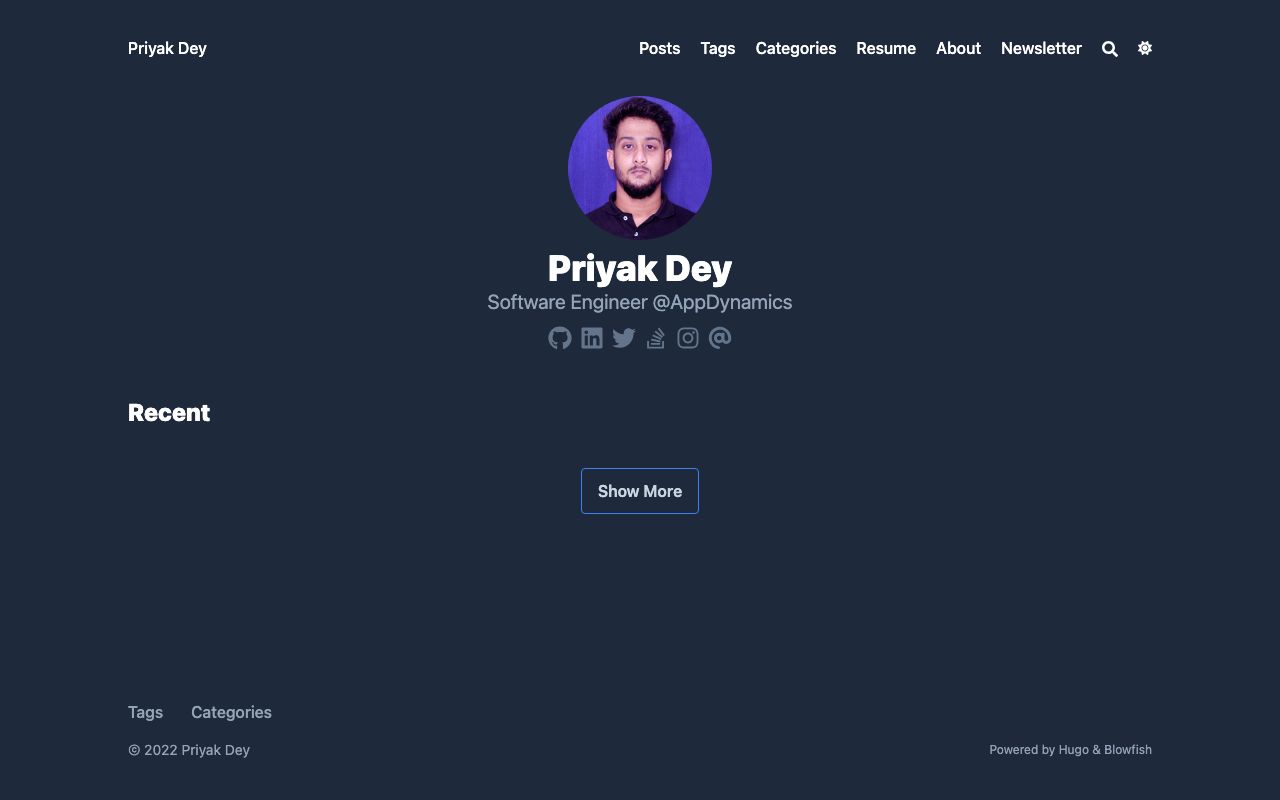 Priyak Dey
Posts Tags Categories Resume About Newsletter
Priyak Dey
Software Engineer @AppDynamics
Recent
Show More
Tags Categories
© 2022 Priyak Dey
Powered by Hugo & Blowfish